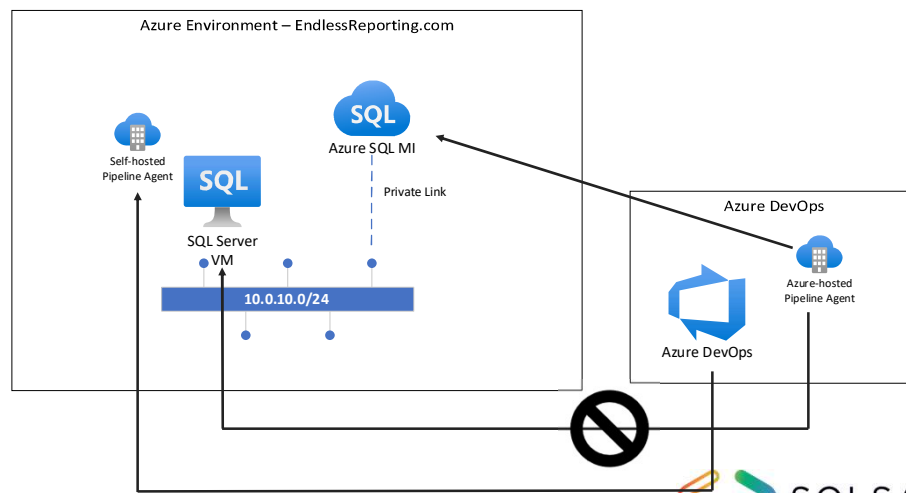 Azure Environment – EndlessReporting.com
SQL
Azure SQL MI
Self-hosted
Pipeline Agent
SQL
Private Link
SQL Server
VM
10.0.10.0/24
Azure DevOps
Azure-hosted
Pipeline Agent
Azure DevOps